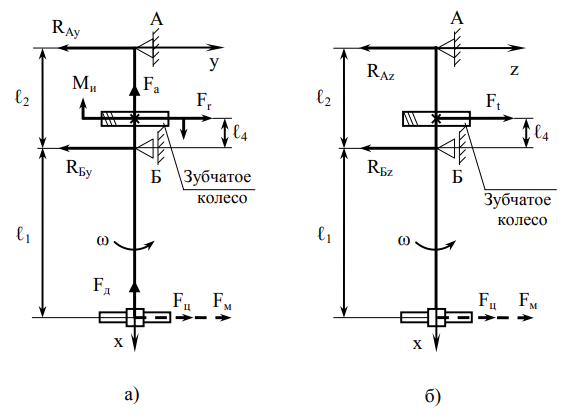 R_Ay A
y
ℓ₂
M_и F_a F_r
ℓ₄
R_Бy Б
Зубчатое
колесо
ℓ₁
ω
F_д
F_ц F_м
x
а)
A
R_Az z
ℓ₂
F_t
ℓ₄
R_Бz Б
Зубчатое
колесо
ℓ₁
ω
F_ц F_м
x
б)